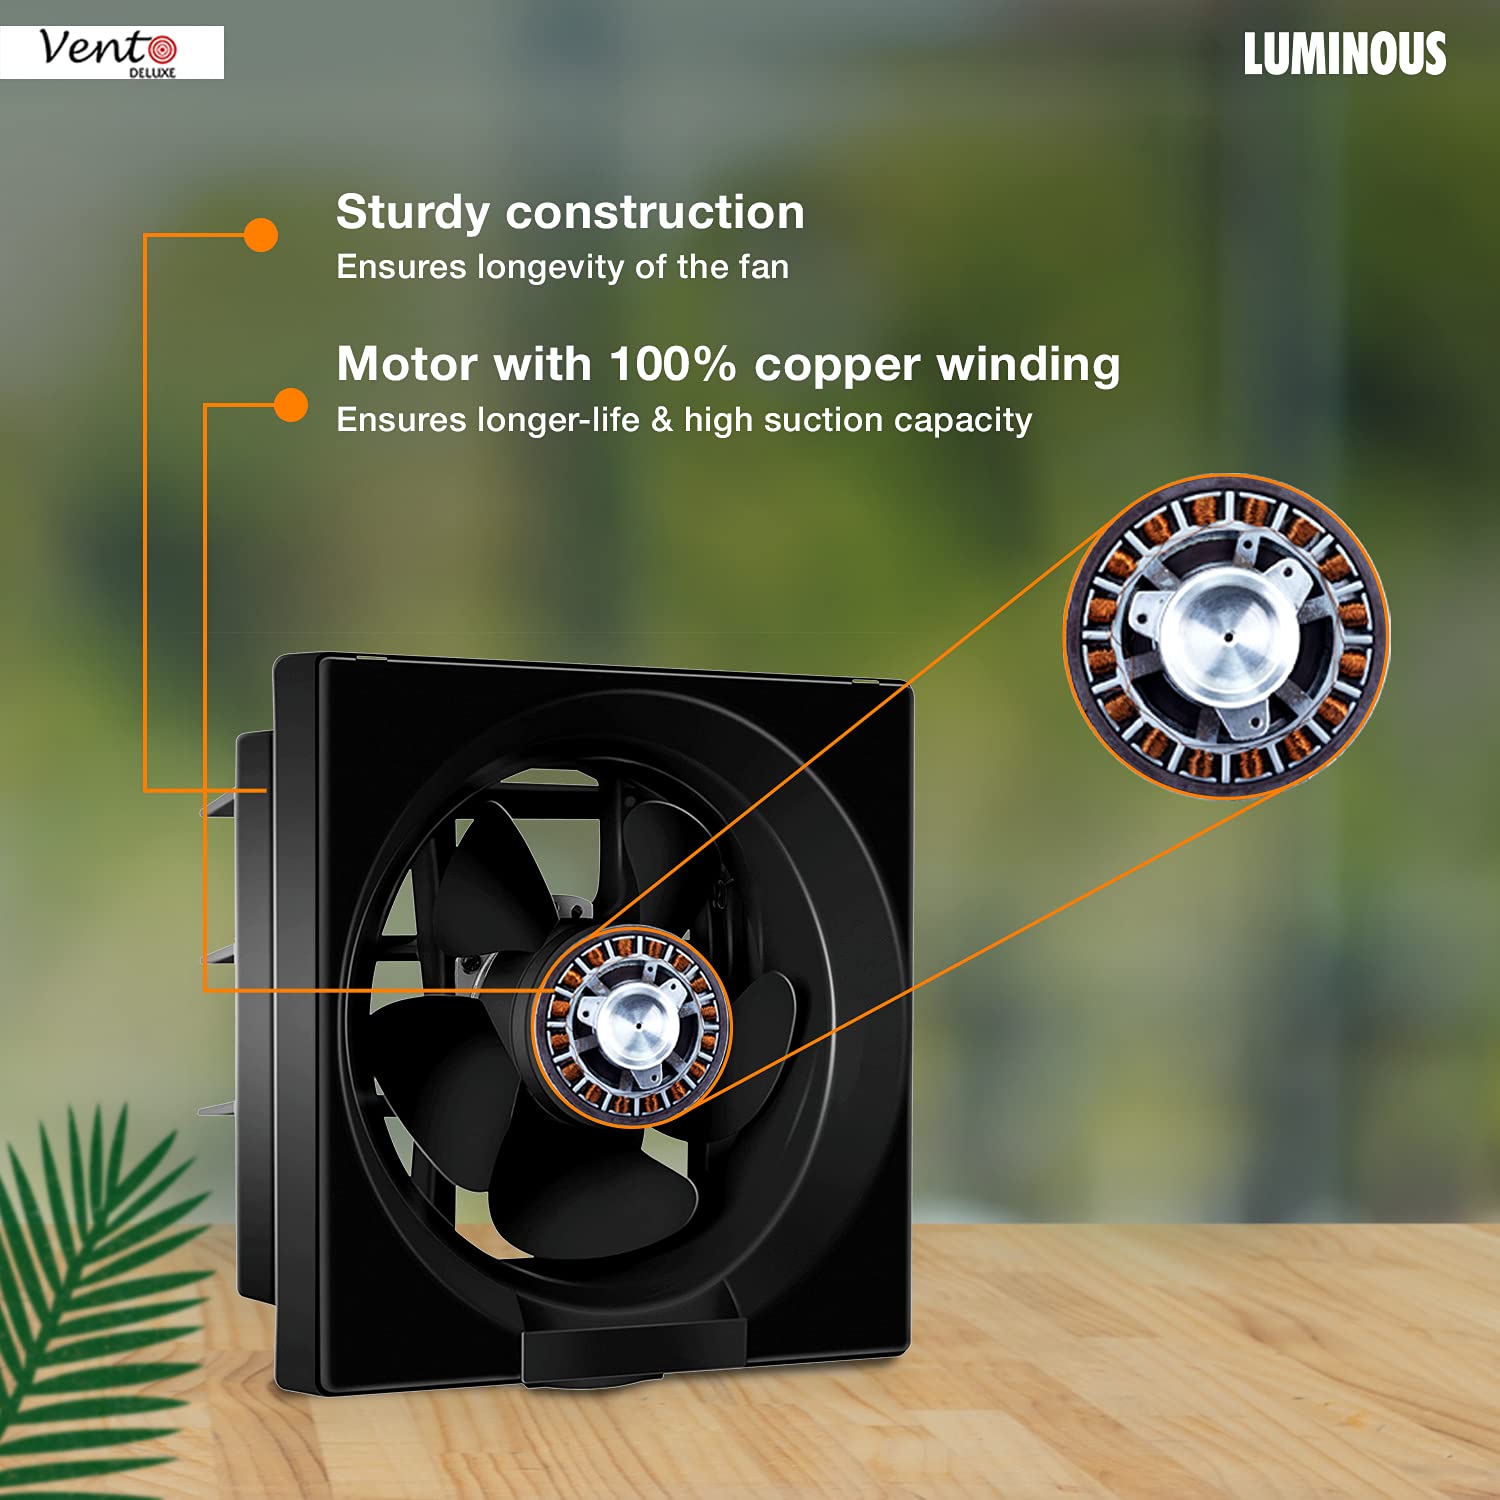 Vento
DELUXE
LUMINOUS
Sturdy construction
Ensures longevity of the fan
Motor with 100% copper winding
Ensures longer-life & high suction capacity